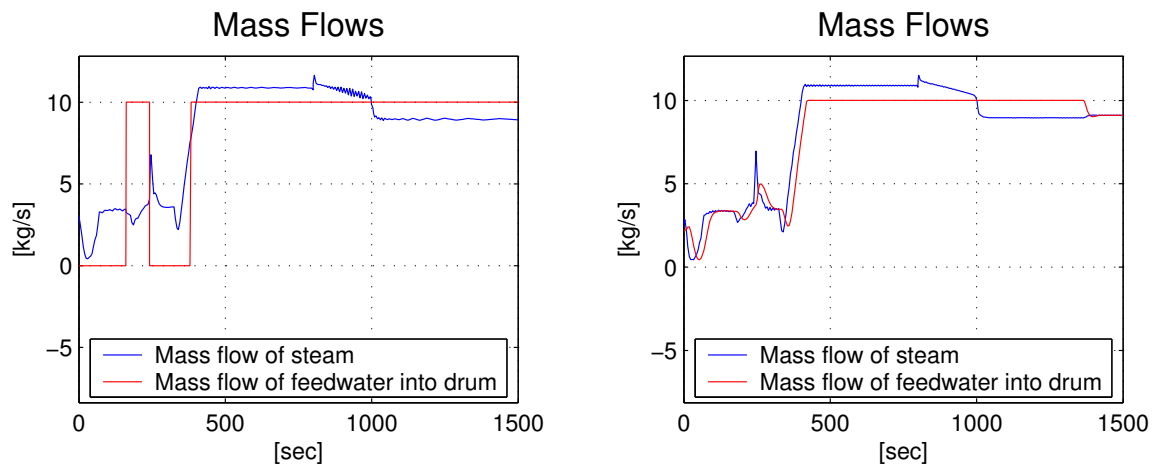 Mass Flows
10
5
0
−5
[kg/s]
0
500
1000
1500
[sec]
Mass flow of steam
Mass flow of feedwater into drum
Mass Flows
10
5
0
−5
[kg/s]
0
500
1000
1500
[sec]
Mass flow of steam
Mass flow of feedwater into drum